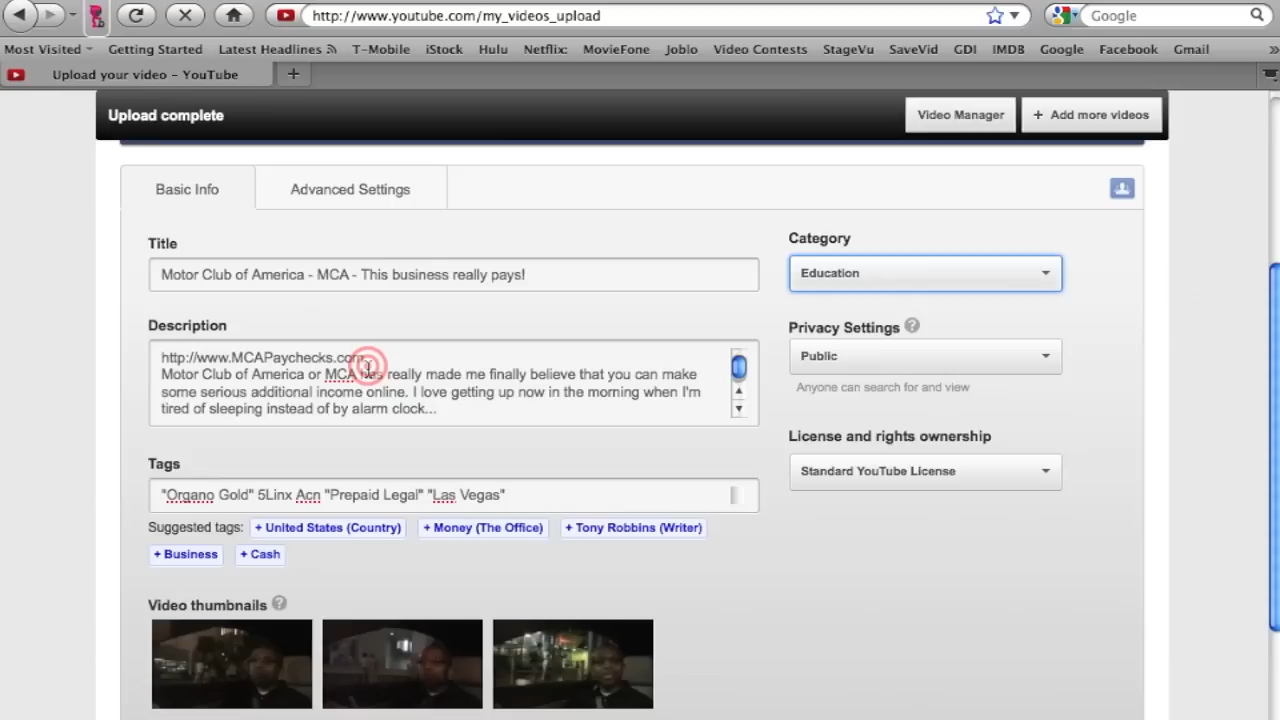 http://www.youtube.com/my_videos_upload
Google
Most Visited Getting Started Latest Headlines T-Mobile iStock Hulu Netflix: MovieFone Joblo Video Contests StageVu SaveVid GDI IMDB Google Facebook Gmail »
Upload your video - YouTube +
Upload complete
Video Manager
+ Add more videos
Basic Info
Advanced Settings
Title
Motor Club of America - MCA - This business really pays!
Description
http://www.MCAPaychecks.com
Motor Club of America or MCA has really made me finally believe that you can make
some serious additional income online. I love getting up now in the morning when I'm
tired of sleeping instead of by alarm clock...
Tags
"Organo Gold" 5Linx Acn "Prepaid Legal" "Las Vegas"
Suggested tags: + United States (Country) + Money (The Office) + Tony Robbins (Writer)
+ Business + Cash
Video thumbnails ?
Category
Education
Privacy Settings ?
Public
Anyone can search for and view
License and rights ownership
Standard YouTube License